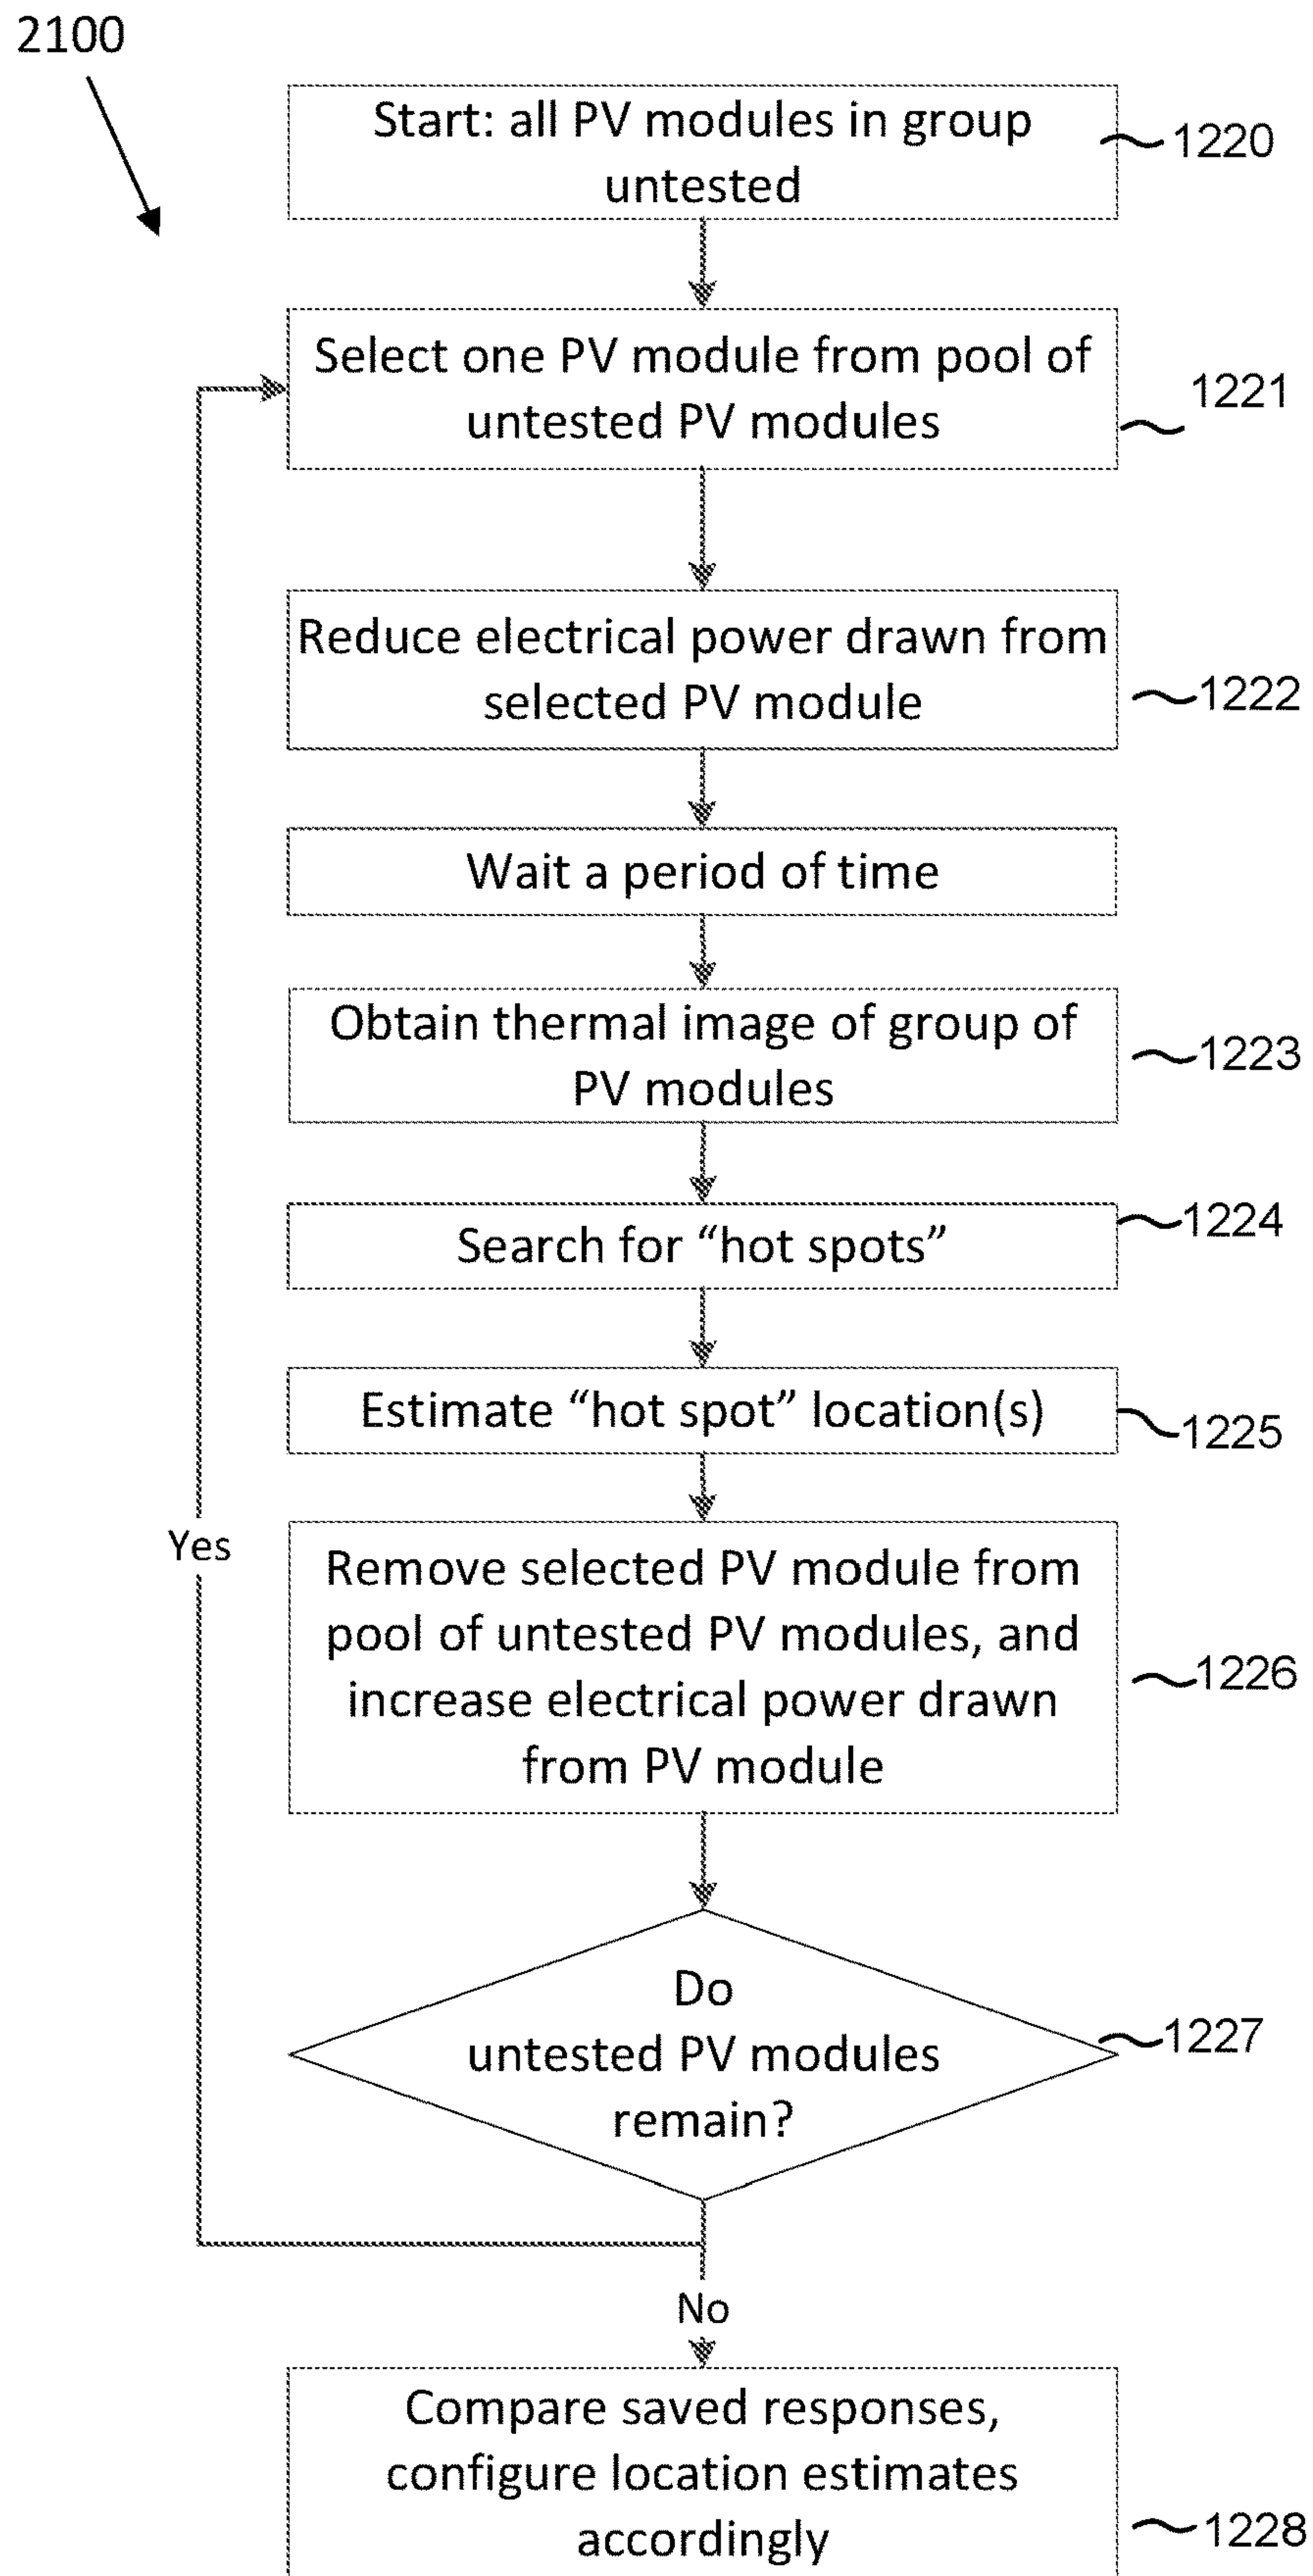 2100
Start: all PV modules in group
untested
1220
Select one PV module from pool of
untested PV modules
1221
Reduce electrical power drawn from
selected PV module
1222
Wait a period of time
Obtain thermal image of group of
PV modules
1223
Search for “hot spots”
1224
Estimate “hot spot” location(s)
1225
Yes
Remove selected PV module from
pool of untested PV modules, and
increase electrical power drawn
from PV module
1226
Do
untested PV modules
remain?
1227
No
Compare saved responses,
configure location estimates
accordingly
1228